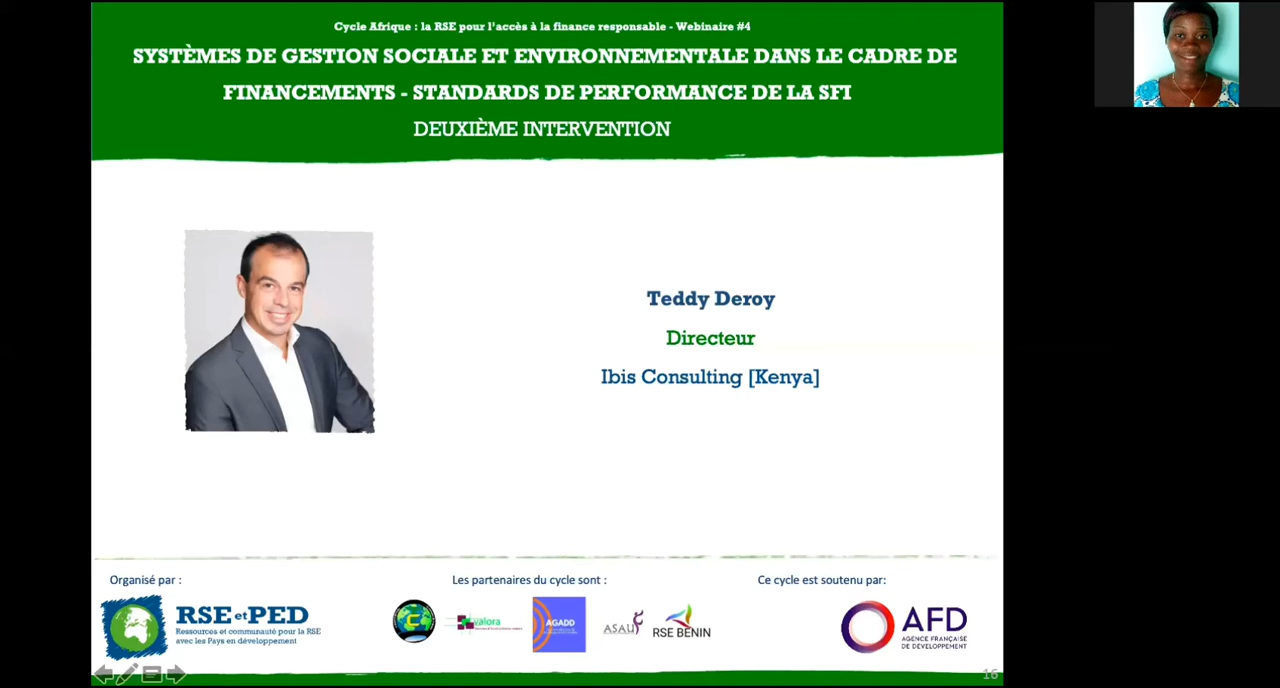 Cycle Afrique : la RSE pour l'accès à la finance responsable - Webinaire #4
SYSTÈMES DE GESTION SOCIALE ET ENVIRONNEMENTALE DANS LE CADRE DE
FINANCEMENTS - STANDARDS DE PERFORMANCE DE LA SFI
DEUXIÈME INTERVENTION
Teddy Deroy
Directeur
Ibis Consulting [Kenya]
Organisé par :
Les partenaires du cycle sont :
Ce cycle est soutenu par:
RSE et PED
Ressources et communauté pour la RSE
avec les Pays en développement
valora
AGADD
ASAU
RSE BENIN
AFD
AGENCE FRANÇAISE
DE DÉVELOPPEMENT
16